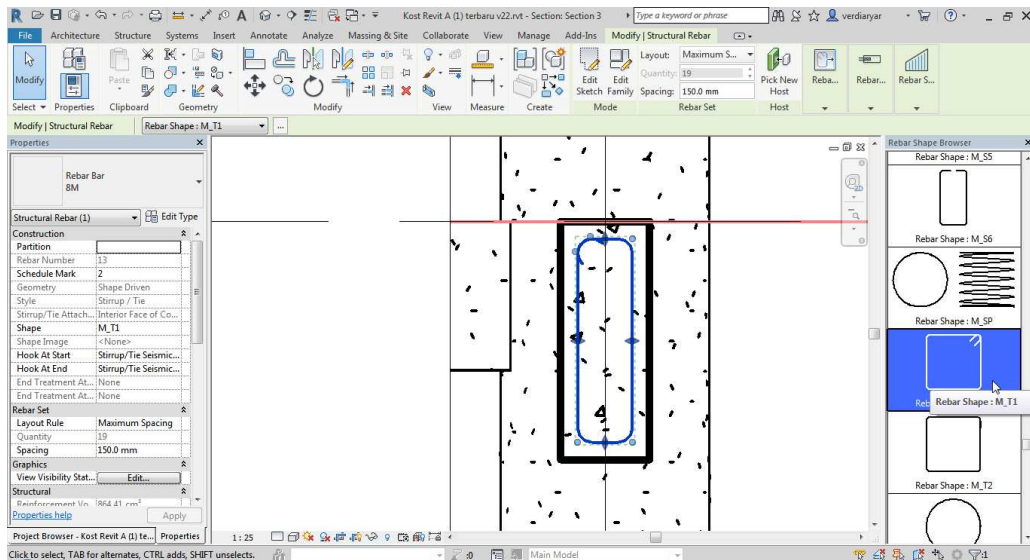 Kost Revit A (1) terbaru v22.rvt - Section: Section 3
Type a keyword or phrase
verdiaryar
File Architecture Structure Systems Insert Annotate Analyze Massing & Site Collaborate View Manage Add-Ins Modify | Structural Rebar
Modify
Properties
Paste
Edit Sketch
Edit Family
Layout: Maximum S...
Quantity: 19
Spacing: 150.0 mm
Pick New Host
Reba...
Rebar...
Rebar S...
Select Properties Clipboard Geometry Modify View Measure Create Mode Rebar Set Host
Modify | Structural Rebar
Rebar Shape : M_T1
...
Properties
Rebar Bar
8M
Structural Rebar (1)
Edit Type
Construction
Partition
Rebar Number 13
Schedule Mark 2
Geometry Shape Driven
Style Stirrup / Tie
Stirrup/Tie Attach... Interior Face of Co...
Shape M_T1
Shape Image <None>
Hook At Start Stirrup/Tie Seismic...
Hook At End Stirrup/Tie Seismic...
End Treatment At... None
End Treatment At... None
Rebar Set
Layout Rule Maximum Spacing
Quantity 19
Spacing 150.0 mm
Graphics
View Visibility Stat... Edit...
Structural
Reinforcement Vo... 864.41 cm³
Properties help
Apply
Project Browser - Kost Revit A (1) te... Properties
1 : 25
Click to select, TAB for alternates, CTRL adds, SHIFT unselects.
:0
Main Model
:1
2D
Rebar Shape Browser
Rebar Shape : M_S5
Rebar Shape : M_S6
Rebar Shape : M_SP
Reb
Rebar Shape : M_T1
Rebar Shape : M_T2